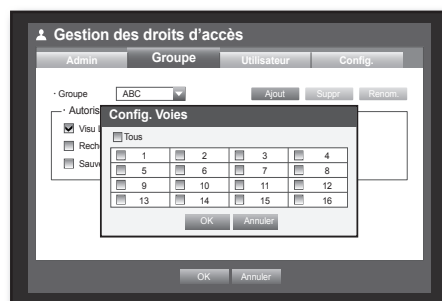 Gestion des droits d'accès
Admin Groupe Utilisateur Config.
· Groupe ABC Ajout Suppr Renom.
· Autoris
Config. Voies
Visu
Tous
Rech
Sauv
1 2 3 4
5 6 7 8
9 10 11 12
13 14 15 16
OK Annuler
OK Annuler